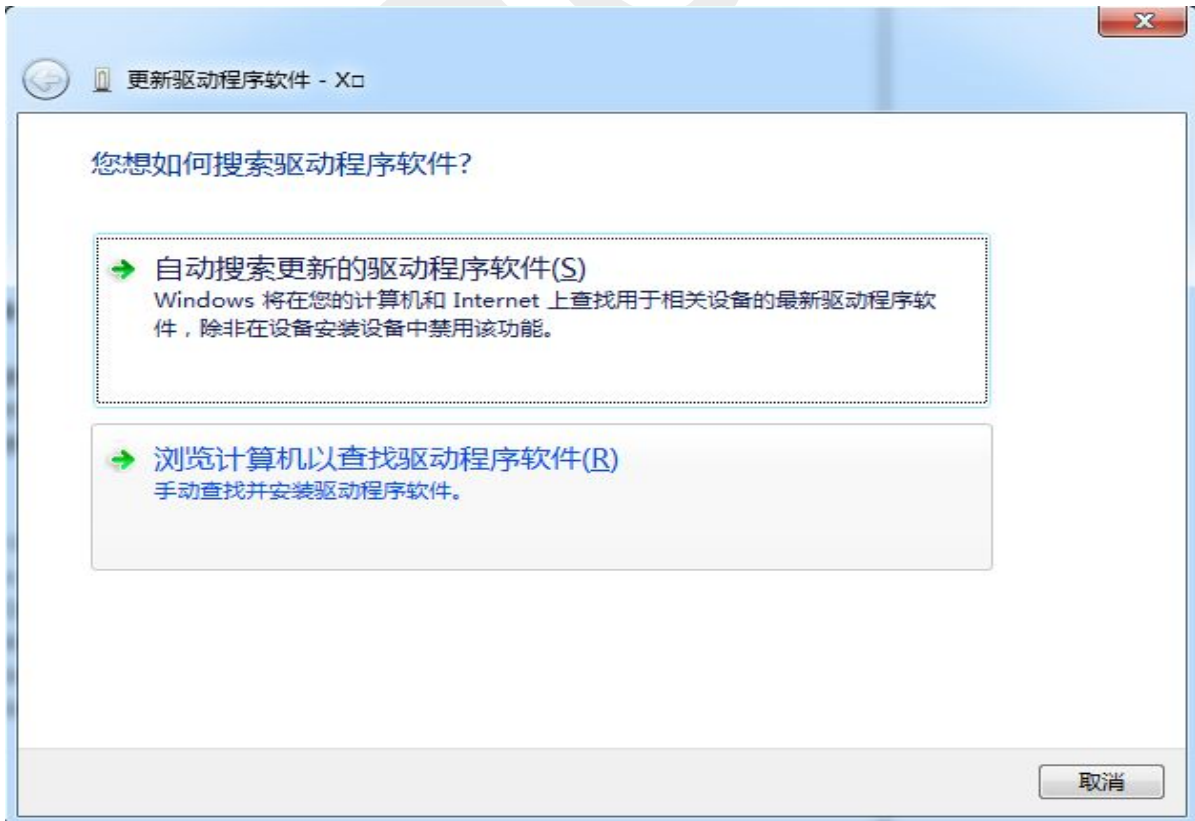 更新驱动程序软件 - X□
您想如何搜索驱动程序软件?
自动搜索更新的驱动程序软件(S)
Windows 将在您的计算机和 Internet 上查找用于相关设备的最新驱动程序软
件，除非在设备安装设备中禁用该功能。
浏览计算机以查找驱动程序软件(R)
手动查找并安装驱动程序软件。
取消